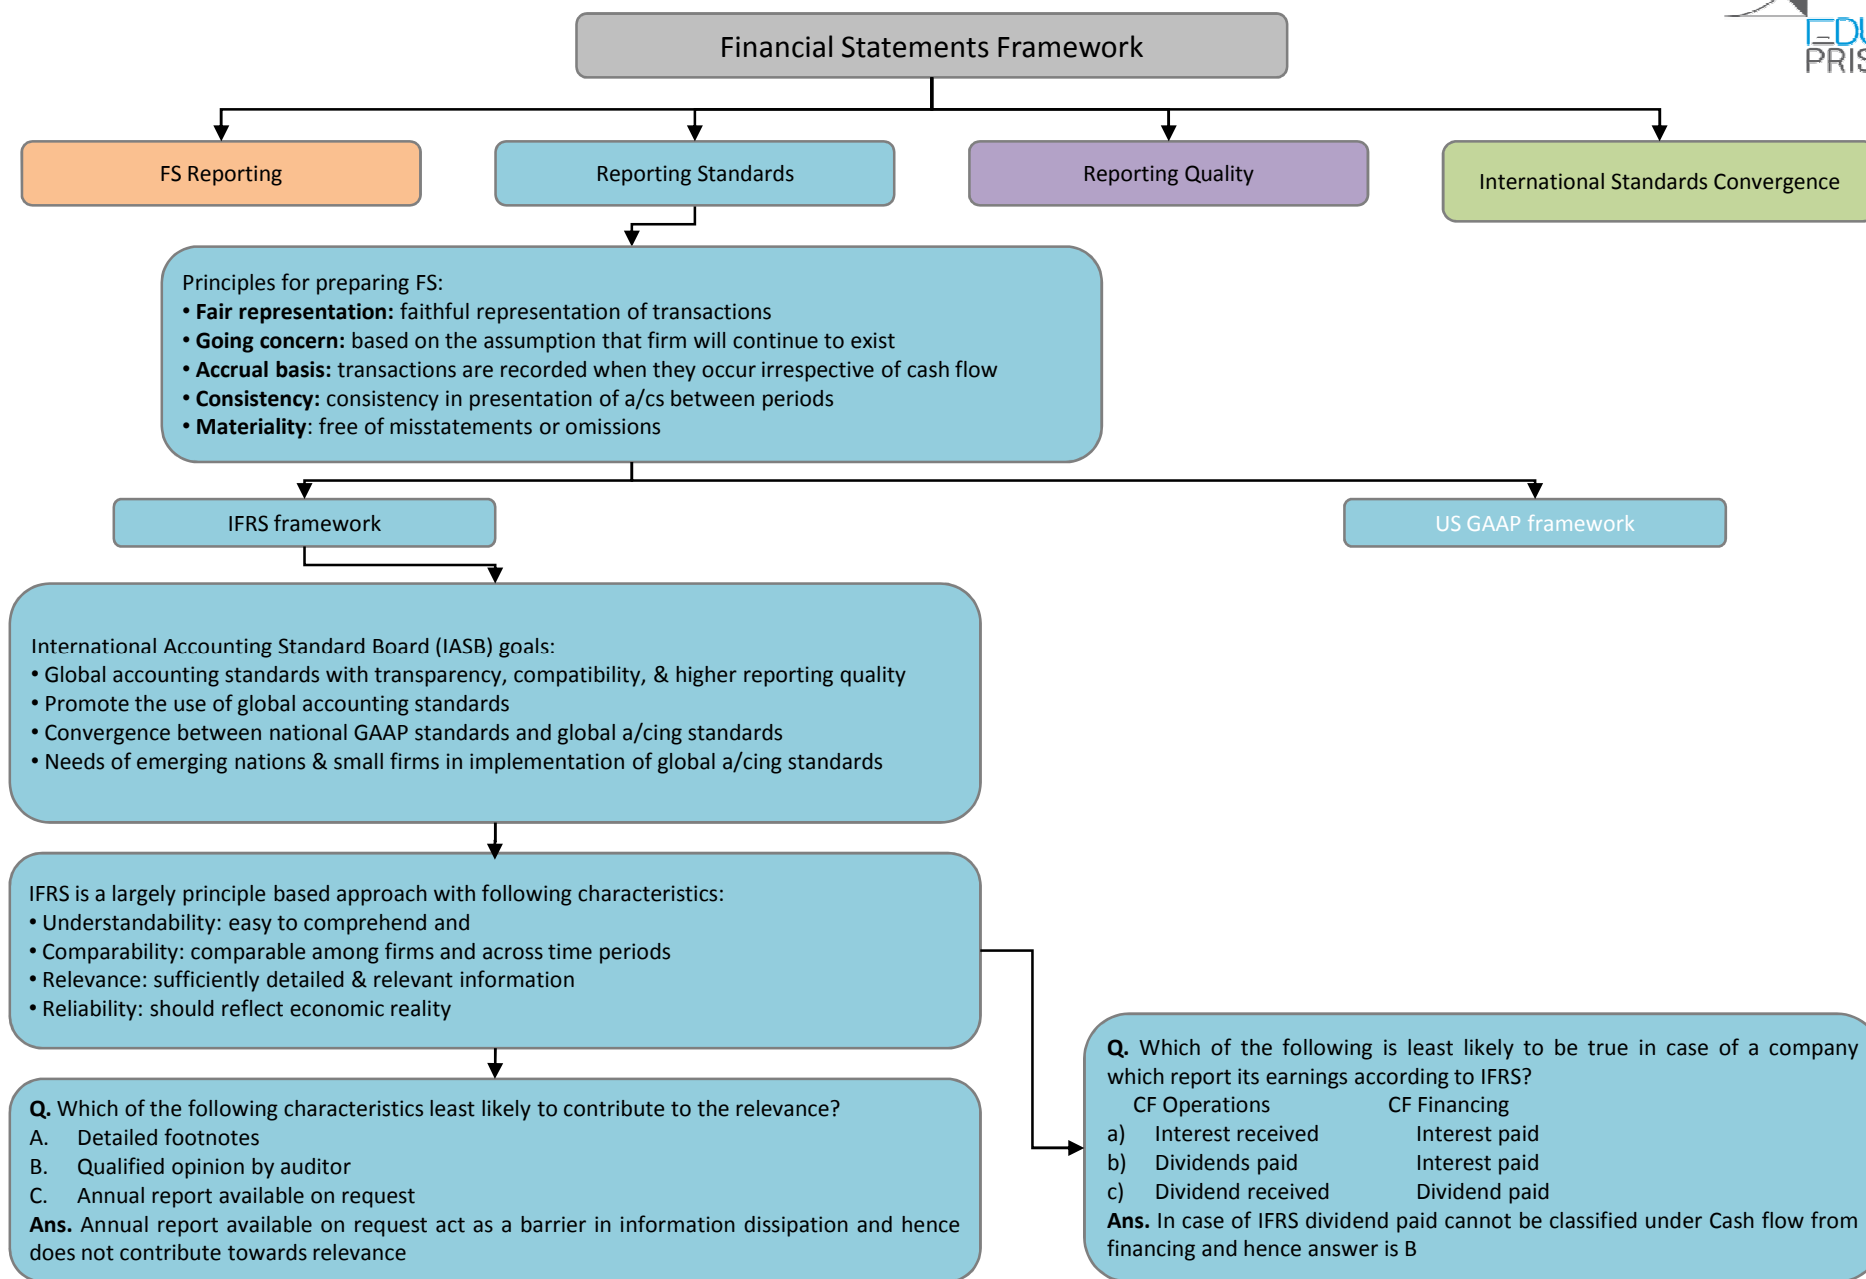 Financial Statements Framework
EDU
PRIS
FS Reporting
Reporting Standards
Reporting Quality
International Standards Convergence
Principles for preparing FS:
• Fair representation: faithful representation of transactions
• Going concern: based on the assumption that firm will continue to exist
• Accrual basis: transactions are recorded when they occur irrespective of cash flow
• Consistency: consistency in presentation of a/cs between periods
• Materiality: free of misstatements or omissions
IFRS framework
US GAAP framework
International Accounting Standard Board (IASB) goals:
• Global accounting standards with transparency, compatibility, & higher reporting quality
• Promote the use of global accounting standards
• Convergence between national GAAP standards and global a/cing standards
• Needs of emerging nations & small firms in implementation of global a/cing standards
IFRS is a largely principle based approach with following characteristics:
• Understandability: easy to comprehend and
• Comparability: comparable among firms and across time periods
• Relevance: sufficiently detailed & relevant information
• Reliability: should reflect economic reality
Q. Which of the following characteristics least likely to contribute to the relevance?
A. Detailed footnotes
B. Qualified opinion by auditor
C. Annual report available on request
Ans. Annual report available on request act as a barrier in information dissipation and hence
does not contribute towards relevance
Q. Which of the following is least likely to be true in case of a company
which report its earnings according to IFRS?
CF Operations CF Financing
a) Interest received Interest paid
b) Dividends paid Interest paid
c) Dividend received Dividend paid
Ans. In case of IFRS dividend paid cannot be classified under Cash flow from
financing and hence answer is B